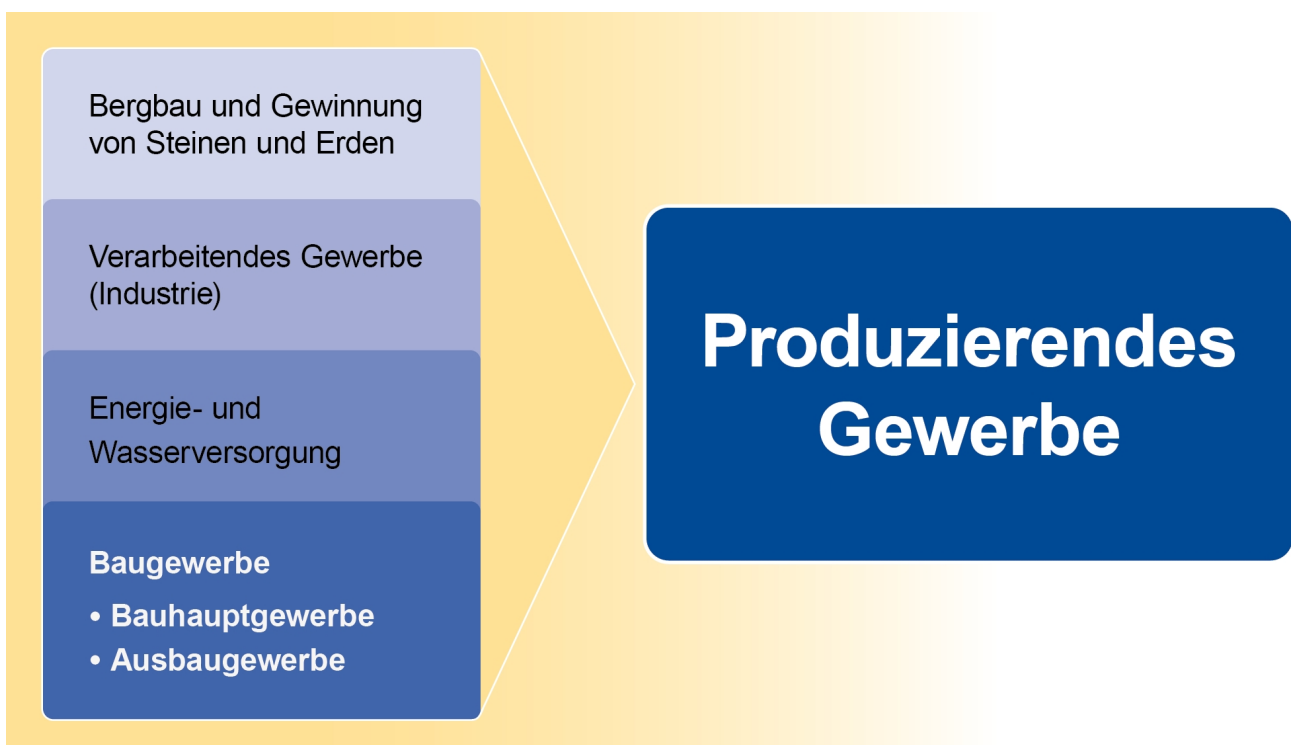 Bergbau und Gewinnung
von Steinen und Erden
Verarbeitendes Gewerbe
(Industrie)
Energie- und
Wasserversorgung
Baugewerbe
• Bauhauptgewerbe
• Ausbaugewerbe
Produzierendes
Gewerbe